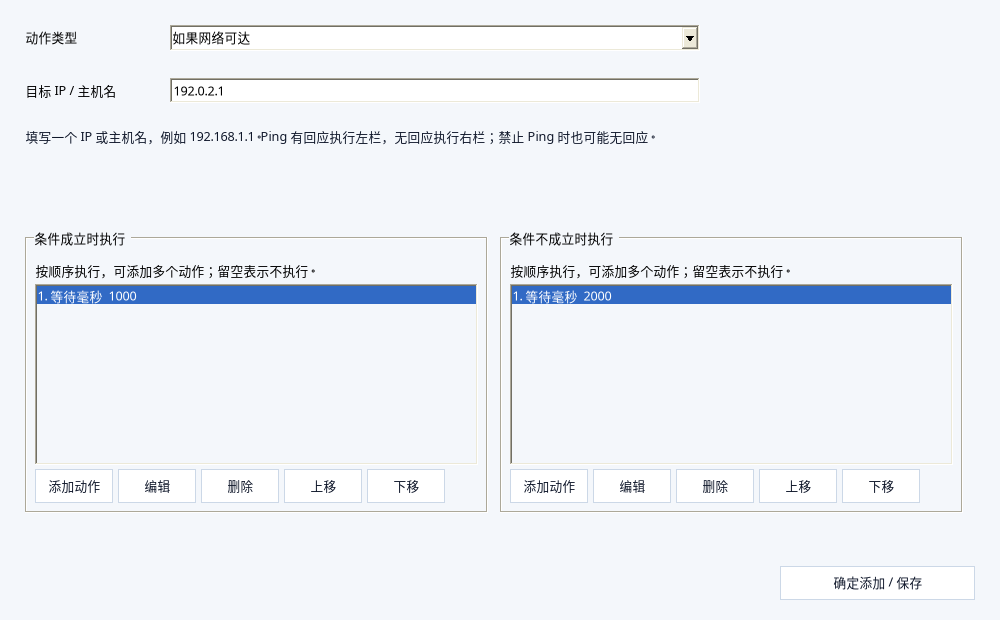 动作类型
如果网络可达
目标 IP / 主机名
192.0.2.1
填写一个 IP 或主机名，例如 192.168.1.1。Ping 有回应执行左栏，无回应执行右栏；禁止 Ping 时也可能无回应。
条件成立时执行
按顺序执行，可添加多个动作；留空表示不执行。
1. 等待毫秒 1000
添加动作
编辑
删除
上移
下移
条件不成立时执行
按顺序执行，可添加多个动作；留空表示不执行。
1. 等待毫秒 2000
添加动作
编辑
删除
上移
下移
确定添加 / 保存